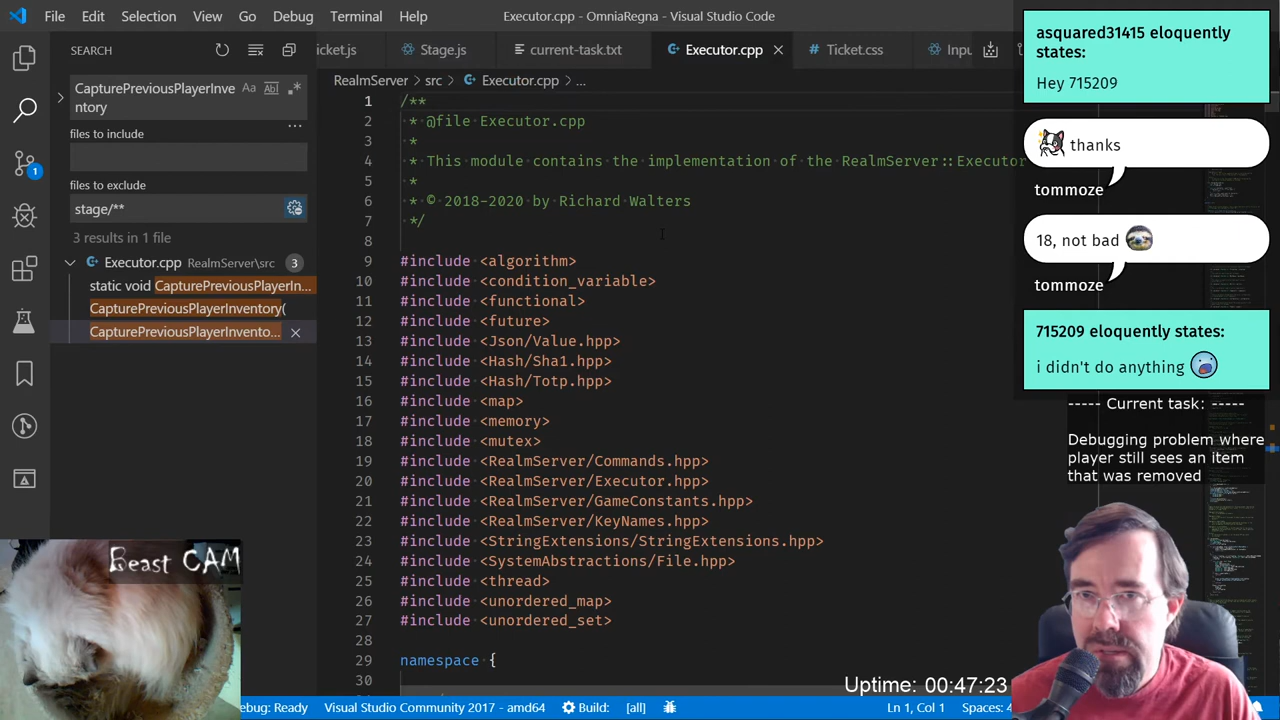 File Edit Selection View Go Debug Terminal Help
Executor.cpp - OmniaRegna - Visual Studio Code
SEARCH
CapturePreviousPlayerInve
ntory
files to include
files to exclude
stage/**
3 results in 1 file
Executor.cpp RealmServer\src 3
static void CapturePreviousPlayerIn...
CapturePreviousPlayerInventory(
CapturePreviousPlayerInvento...
icket.js Stage.js current-task.txt Executor.cpp Ticket.css Inpu
RealmServer > src > Executor.cpp > ...
1 /**
2 * @file Executor.cpp
3 *
4 * This module contains the implementation of the RealmServer::Executor
5 *
6 * © 2018-2020 by Richard Walters
7 */
8
9 #include <algorithm>
10 #include <condition_variable>
11 #include <functional>
12 #include <future>
13 #include <Json/Value.hpp>
14 #include <Hash/Sha1.hpp>
15 #include <Hash/Totp.hpp>
16 #include <map>
17 #include <memory>
18 #include <mutex>
19 #include <RealmServer/Commands.hpp>
20 #include <RealmServer/Executor.hpp>
21 #include <RealmServer/GameConstants.hpp>
22 #include <RealmServer/KeyNames.hpp>
23 #include <StringExtensions/StringExtensions.hpp>
24 #include <SystemAbstractions/File.hpp>
25 #include <thread>
26 #include <unordered_map>
27 #include <unordered_set>
28
29 namespace {
30
asquared31415 eloquently
states:
Hey 715209
thanks
tommoze
18, not bad
tommoze
715209 eloquently states:
i didn't do anything
----- Current task: -----
Debugging problem where
player still sees an item
that was removed
Beast CAM
Uptime: 00:47:23
ebug: Ready Visual Studio Community 2017 - amd64 Build: [all] Ln 1, Col 1 Spaces: 4